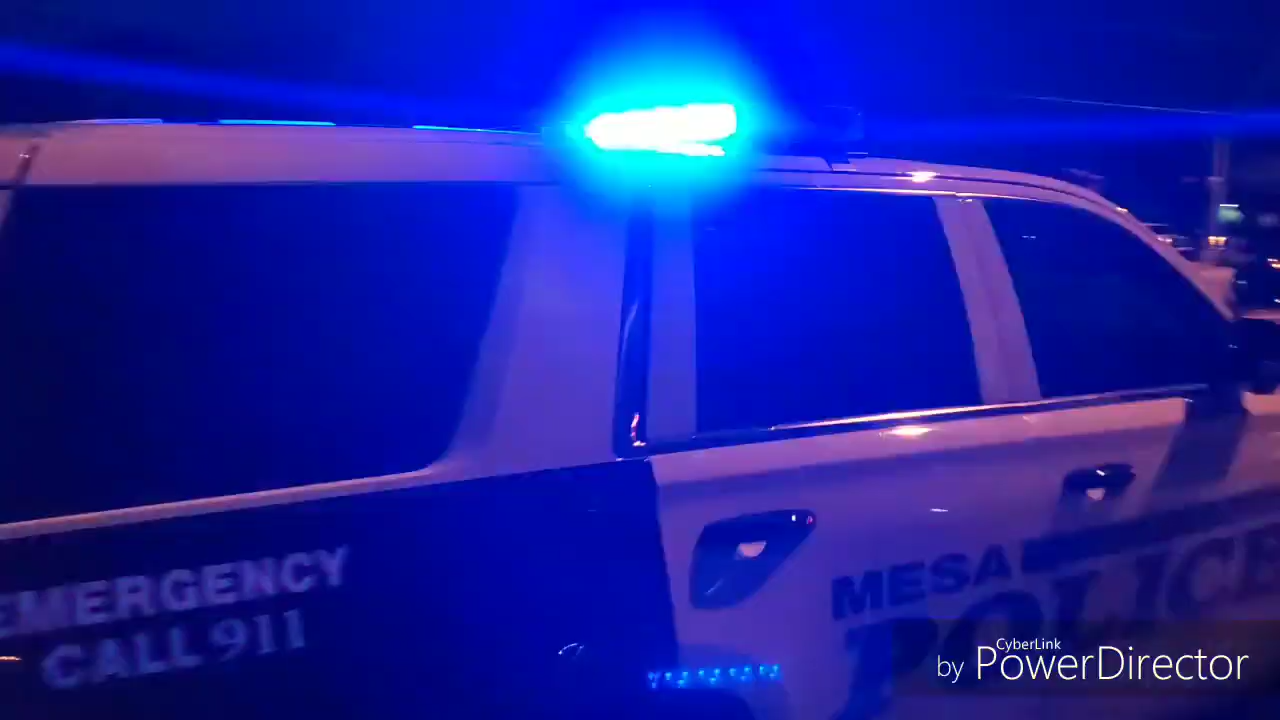 EMERGENCY
CALL 911
MESA
POLICE
CyberLink
by PowerDirector